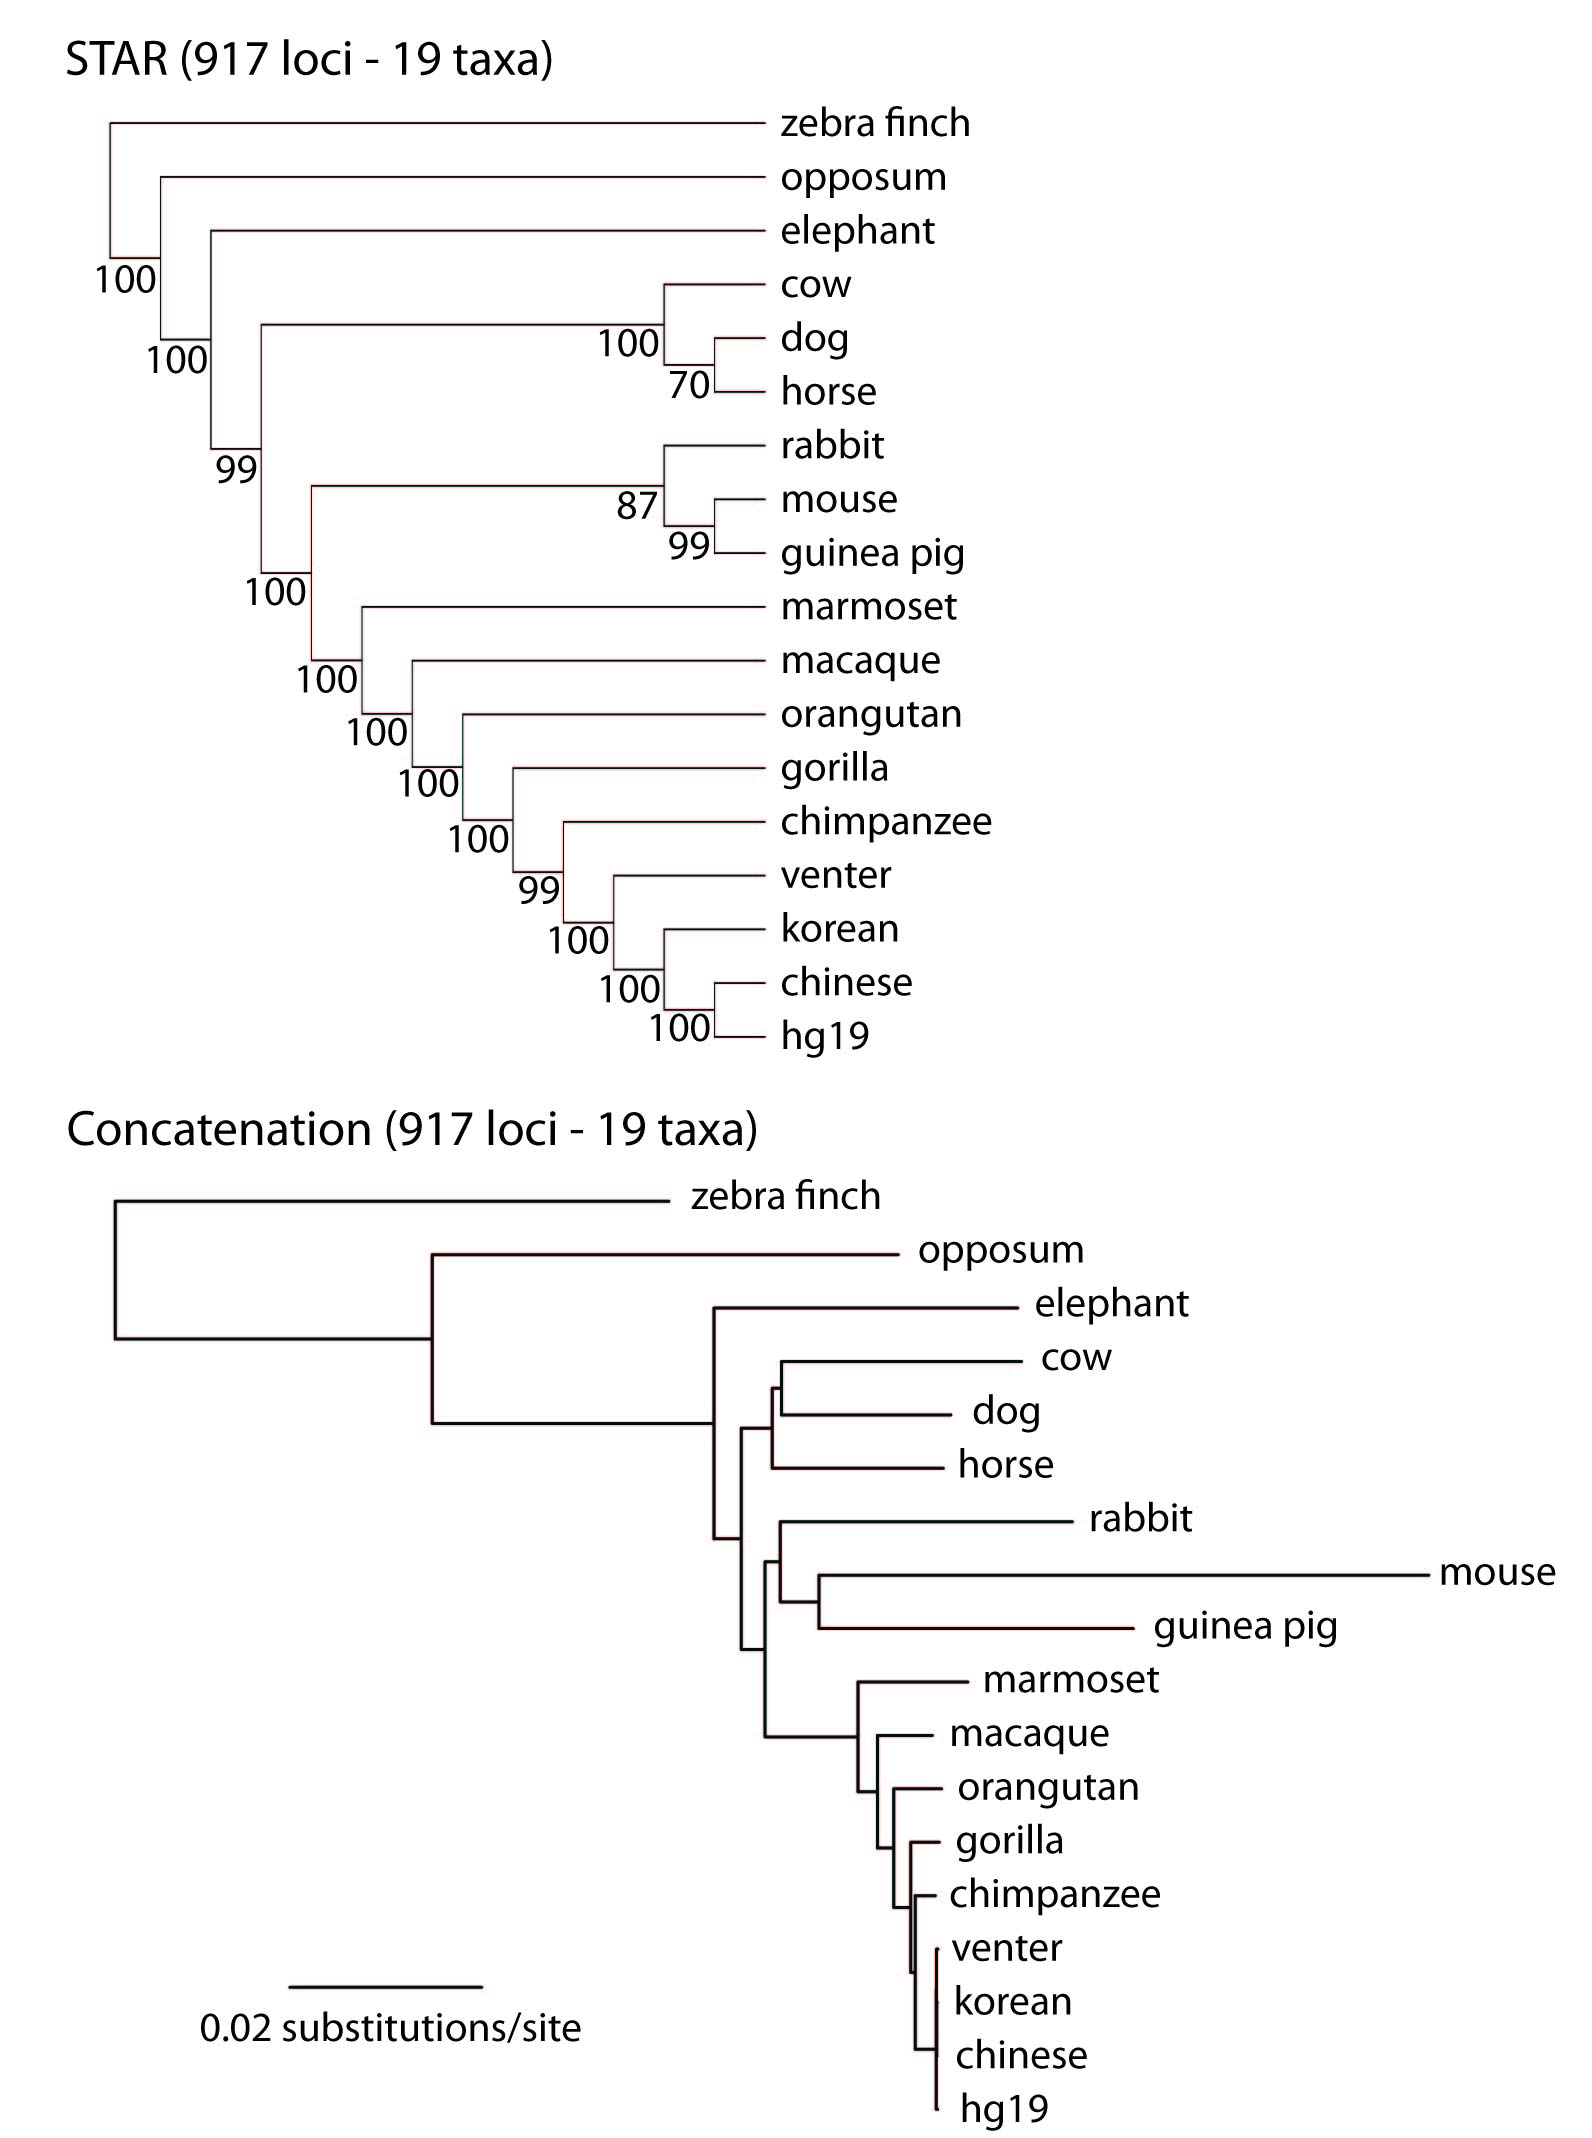 STAR (917 loci - 19 taxa)
zebra finch
opposum
elephant
100
cow
100
100
dog
70
horse
rabbit
99
87
mouse
99
guinea pig
100
marmoset
100
macaque
100
orangutan
100
gorilla
100
chimpanzee
99
venter
100
korean
100
chinese
100
hg19
Concatenation (917 loci - 19 taxa)
zebra finch
opposum
elephant
cow
dog
horse
rabbit
mouse
guinea pig
marmoset
macaque
orangutan
gorilla
chimpanzee
venter
korean
0.02 substitutions/site
chinese
hg19